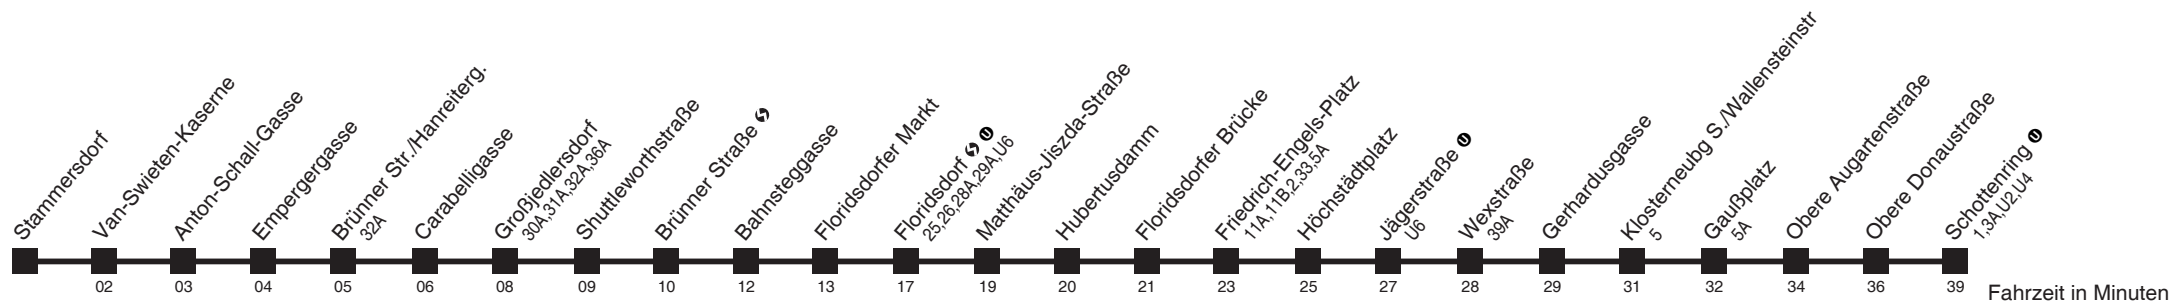 Stammersdorf
Van-Swieten-Kaserne
Anton-Schall-Gasse
Empergergasse
Brünner Str./Hanreiterg.
32A
Carabelligasse
Großjedlersdorf
30A,31A,32A,36A
Shuttleworthstraße
Brünner Straße S
Bahnsteggasse
Floridsdorfer Markt
Floridsdorf S U
25,26,28A,29A,U6
Matthäus-Jiszda-Straße
Hubertusdamm
Floridsdorfer Brücke
Friedrich-Engels-Platz
11A,11B,2,33,5A
Höchstädtplatz
Jägerstraße U
U6
Wexstraße
39A
Gerhardusgasse
Klosterneubg S./Wallensteinstr
5
Gaußplatz
5A
Obere Augartenstraße
Obere Donaustraße
Schottenring U
1,3A,U2,U4
02 03 04 05 06 08 09 10 12 13 17 19 20 21 23 25 27 28 29 31 32 34 36 39 Fahrzeit in Minuten